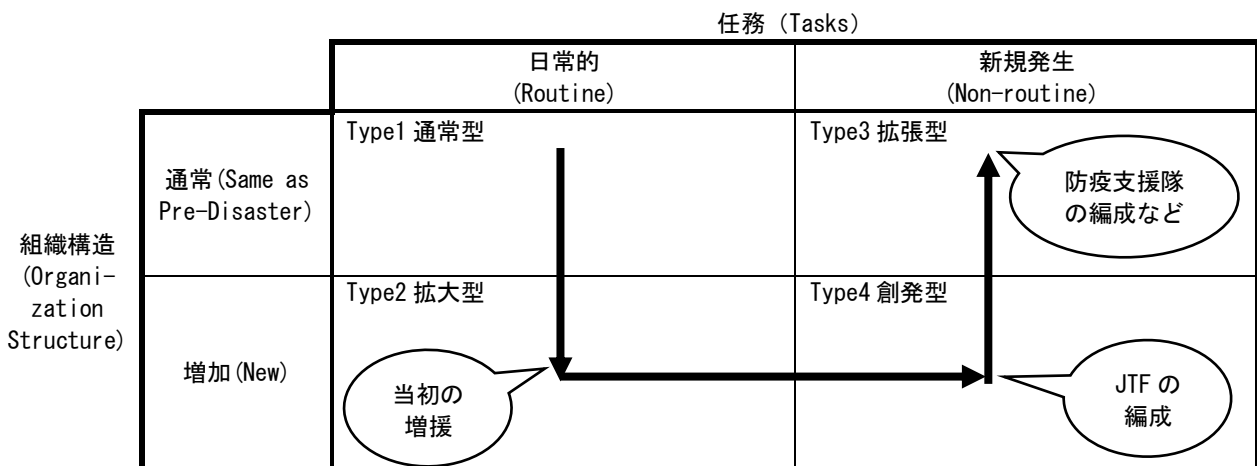 任務 (Tasks)
日常的
(Routine)
新規発生
(Non-routine)
組織構造
(Organi-
zation
Structure)
通常(Same as
Pre-Disaster)
Type1 通常型
Type3 拡張型
防疫支援隊
の編成など
増加(New)
Type2 拡大型
当初の
増援
Type4 創発型
JTF の
編成